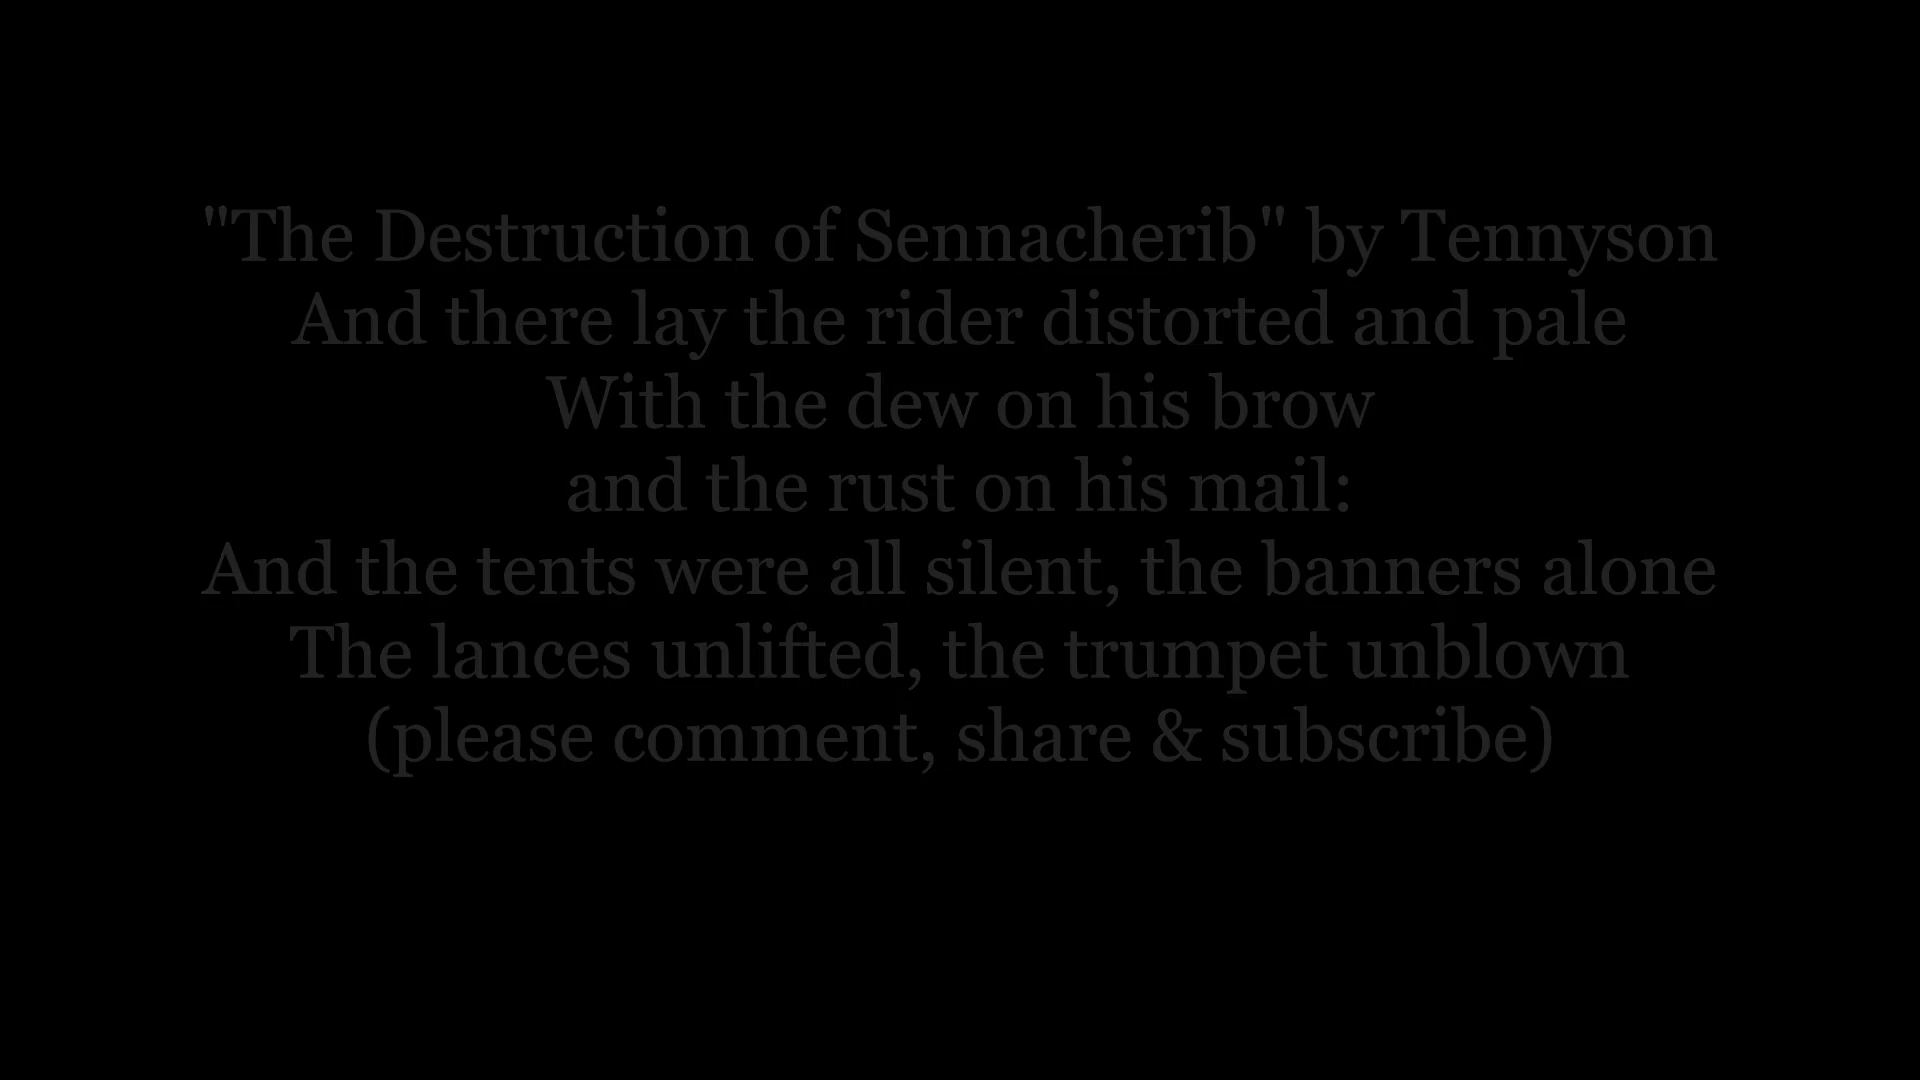 "The Destruction of Sennacherib" by Tennyson
And there lay the rider distorted and pale
With the dew on his brow
and the rust on his mail:
And the tents were all silent, the banners alone
The lances unlifted, the trumpet unblown
(please comment, share & subscribe)